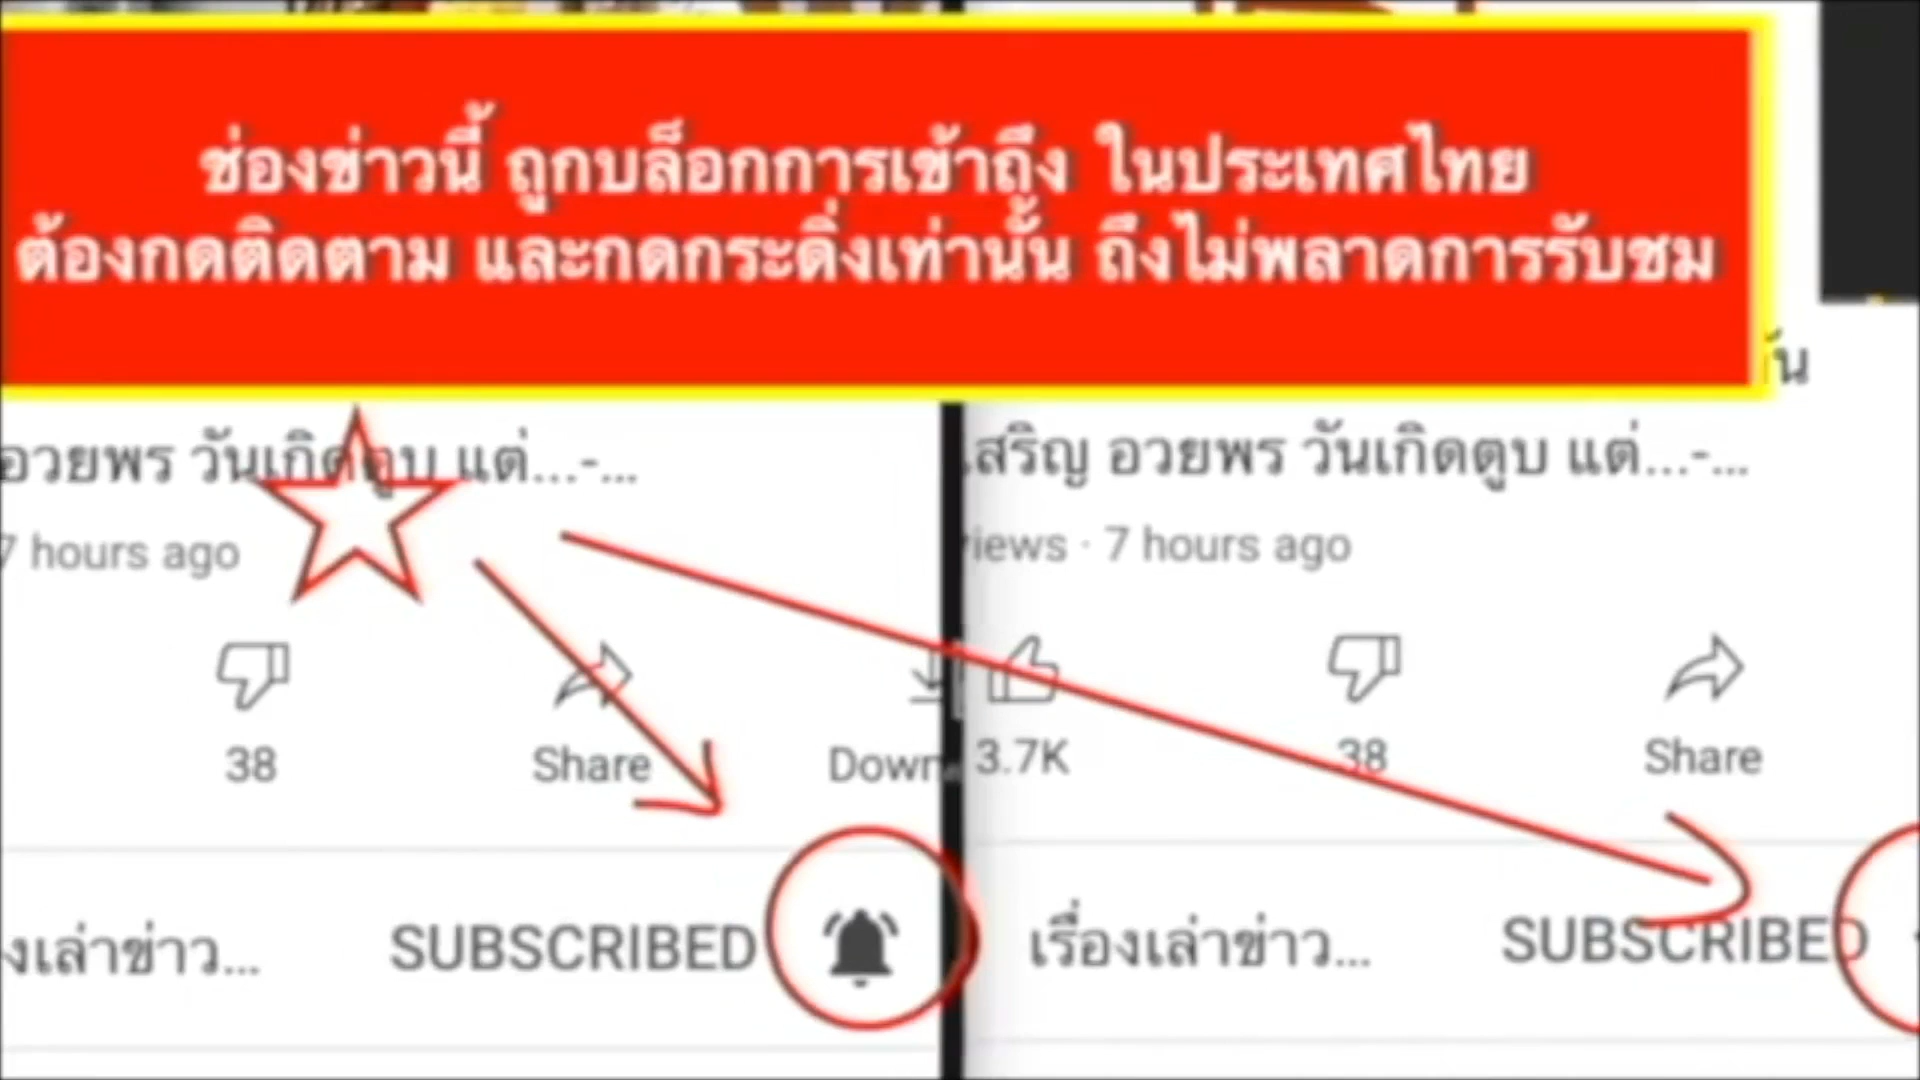 ช่องข่าวนี้ ถูกบล็อกการเข้าถึง ในประเทศไทย
ต้องกดติดตาม และกดกระดิ่งเท่านั้น ถึงไม่พลาดการรับชม
อวยพร วันเกิดตูบ แต่...-...
7 hours ago
38
Share
Down
งเล่าข่าว...
SUBSCRIBED
ัน
เสริญ อวยพร วันเกิดตูบ แต่...-...
iews · 7 hours ago
3.7K
38
Share
เรื่องเล่าข่าว...
SUBSCRIBED